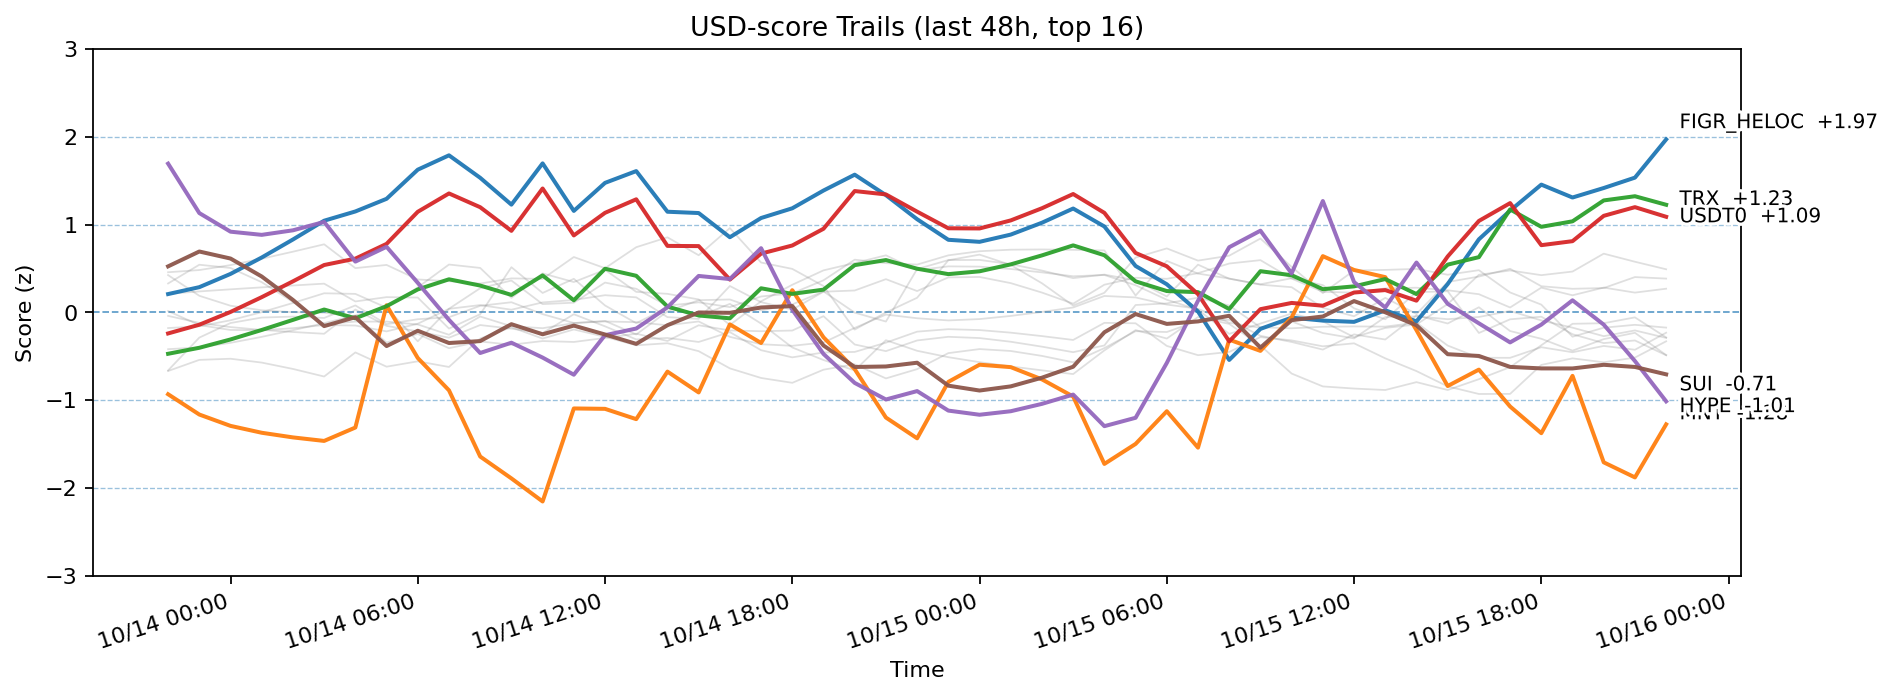 USD-score Trails (last 48h, top 16)
Score (z)
3
2
1
0
−1
−2
−3
FIGR_HELOC +1.97
TRX +1.23
USDT0 +1.09
SUI -0.71
HYPE -1.01
10/14 00:00
10/14 06:00
10/14 12:00
10/14 18:00
10/15 00:00
10/15 06:00
10/15 12:00
10/15 18:00
10/16 00:00
Time